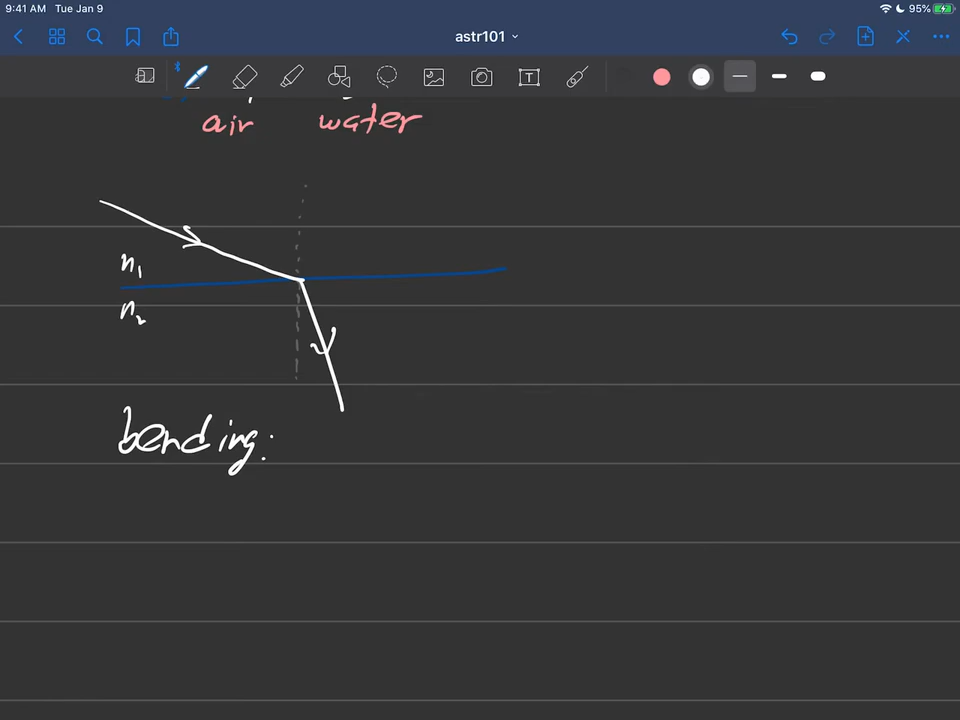 9:41 AM Tue Jan 9
95%
astr101
T
air water
n₁
n₂
bending: